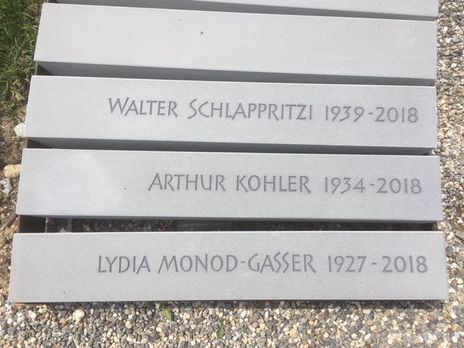 WALTER SCHLAPPRITZI 1939-2018
ARTHUR KOHLER 1934-2018
LYDIA MONOD-GASSER 1927-2018